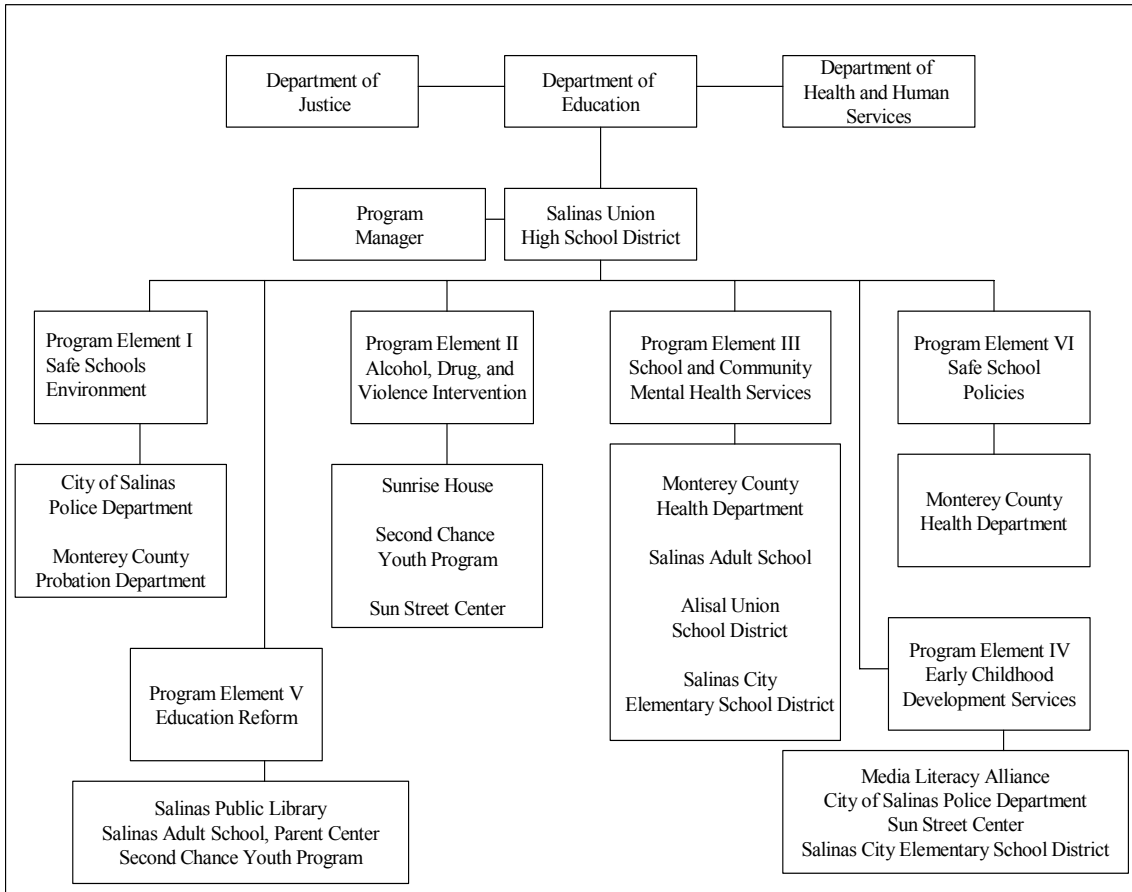 Department of
Justice
Department of
Education
Department of
Health and Human
Services
Program
Manager
Salinas Union
High School District
Program Element I
Safe Schools
Environment
Program Element II
Alcohol, Drug, and
Violence Intervention
Program Element III
School and Community
Mental Health Services
Program Element VI
Safe School
Policies
City of Salinas
Police Department
Monterey County
Probation Department
Sunrise House
Second Chance
Youth Program
Sun Street Center
Monterey County
Health Department
Salinas Adult School
Alisal Union
School District
Salinas City
Elementary School District
Monterey County
Health Department
Program Element V
Education Reform
Program Element IV
Early Childhood
Development Services
Salinas Public Library
Salinas Adult School, Parent Center
Second Chance Youth Program
Media Literacy Alliance
City of Salinas Police Department
Sun Street Center
Salinas City Elementary School District